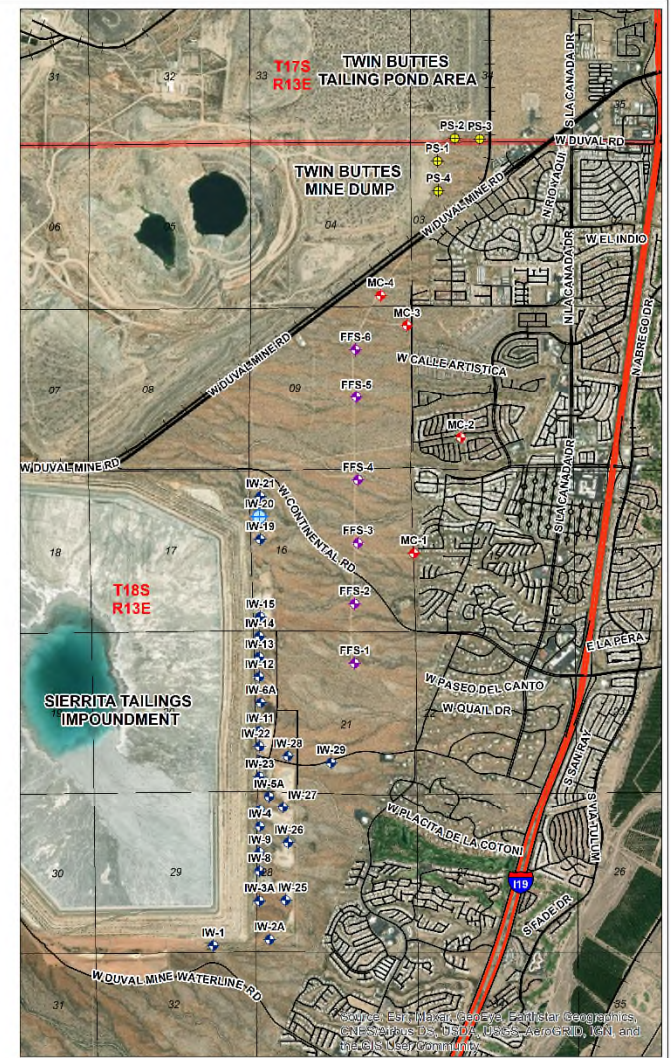 31
32
33
T17S
R13E
TWIN BUTTES
TAILING POND AREA
34
35
S LA CANADA DR
PS-2
PS-3
W DUVAL RD
PS-1
TWIN BUTTES
MINE DUMP
PS-4
N RIO YAQUI
06
05
04
03
W DUVAL MINE RD
W EL INDIO
N LA CANADA DR
MC-4
N ABREGO DR
MC-3
FFS-6
W CALLE ARTISTICA
W DUVAL MINE RD
07
08
09
FFS-5
MC-2
W DUVAL MINE RD
FFS-4
S LA CANADA DR
IW-21
IW-20
W CONTINENTAL RD
IW-19
FFS-3
18
17
16
MC-1
T18S
R13E
FFS-2
IW-15
IW-14
IW-13
E LA PERA
IW-12
FFS-1
W PASEO DEL CANTO
IW-6A
SIERRITA TAILINGS
IMPOUNDMENT
W QUAIL DR
22
23
IW-11
21
IW-22
IW-28
IW-29
S SAN RAY
IW-23
IW-5A
IW-27
S VIA TULUM
IW-4
W PLACITA DE LA COTONI
IW-26
IW-9
IW-8
30
29
28
27
26
I19
IW-3A
IW-25
S FADE DR
IW-1
IW-2A
W DUVAL MINE WATERLINE RD
31
32
33
34
35
Source: Esri, Maxar, GeoEye, Earthstar Geographics,
CNES/Airbus DS, USDA, USGS, AeroGRID, IGN, and
the GIS User Community